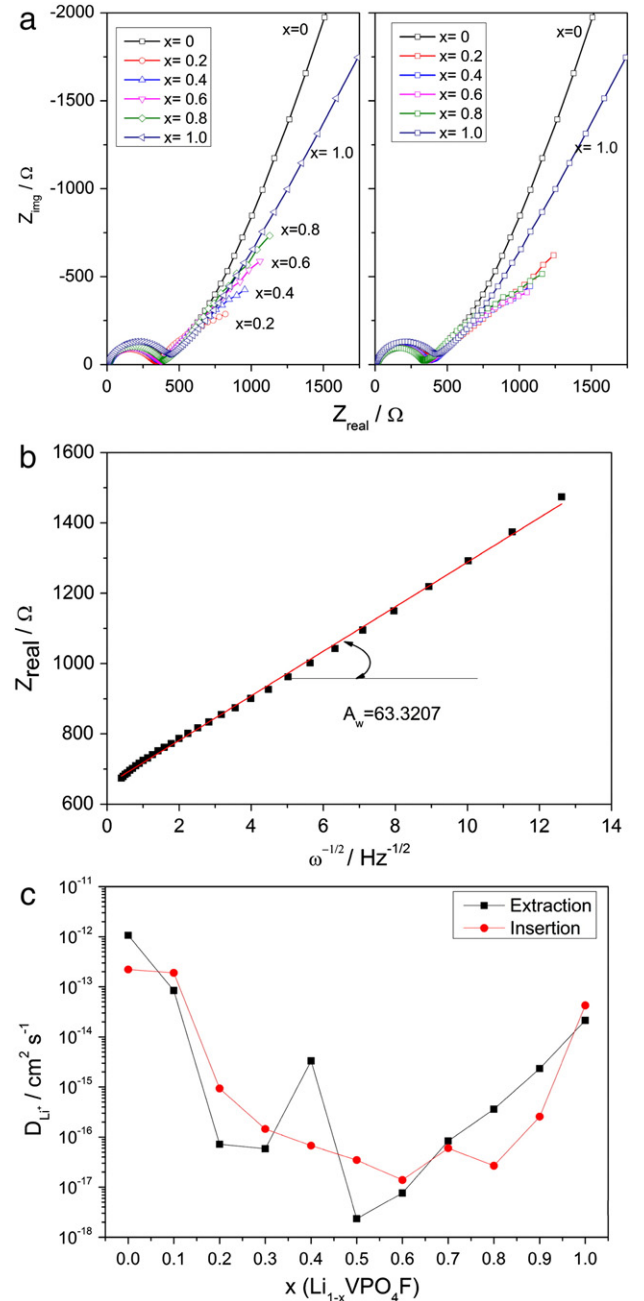 a
-2000
-1500
-1000
-500
0
Z_img / Ω
x= 0
x= 0.2
x= 0.4
x= 0.6
x= 0.8
x= 1.0
x=0
x= 1.0
x=0.8
x=0.6
x=0.4
x=0.2
0 500 1000 1500
x= 0
x= 0.2
x= 0.4
x= 0.6
x= 0.8
x= 1.0
x=0
x= 1.0
0 500 1000 1500
Z_real / Ω
b
1600
1400
1200
1000
800
600
Z_real / Ω
A_w=63.3207
0 2 4 6 8 10 12 14
ω^-1/2 / Hz^-1/2
c
10^-11
10^-12
10^-13
10^-14
10^-15
10^-16
10^-17
10^-18
D_Li+ / cm² s⁻¹
Extraction
Insertion
0.0 0.1 0.2 0.3 0.4 0.5 0.6 0.7 0.8 0.9 1.0
x (Li₁₋ₓVPO₄F)